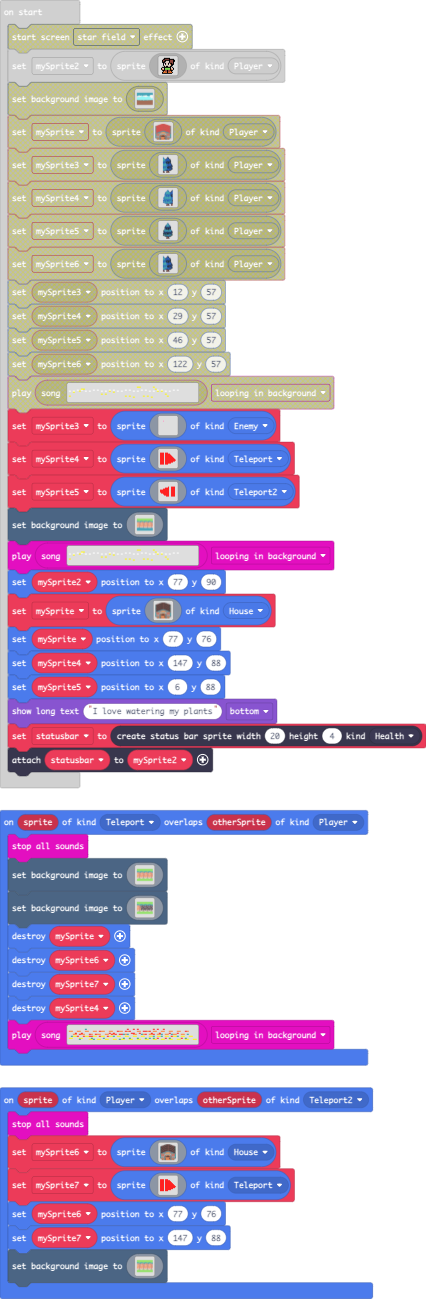 on start
start screen star field effect
set mySprite2 to sprite of kind Player
set background image to
set mySprite to sprite of kind Player
set mySprite3 to sprite of kind Player
set mySprite4 to sprite of kind Player
set mySprite5 to sprite of kind Player
set mySprite6 to sprite of kind Player
set mySprite3 position to x 12 y 57
set mySprite4 position to x 29 y 57
set mySprite5 position to x 46 y 57
set mySprite6 position to x 122 y 57
play song looping in background
set mySprite3 to sprite of kind Enemy
set mySprite4 to sprite of kind Teleport
set mySprite5 to sprite of kind Teleport2
set background image to
play song looping in background
set mySprite2 position to x 77 y 90
set mySprite to sprite of kind House
set mySprite position to x 77 y 76
set mySprite4 position to x 147 y 88
set mySprite5 position to x 6 y 88
show long text "I love watering my plants" bottom
set statusbar to create status bar sprite width 20 height 4 kind Health
attach statusbar to mySprite2
on sprite of kind Teleport overlaps otherSprite of kind Player
stop all sounds
set background image to
set background image to
destroy mySprite
destroy mySprite6
destroy mySprite7
destroy mySprite4
play song looping in background
on sprite of kind Player overlaps otherSprite of kind Teleport2
stop all sounds
set mySprite6 to sprite of kind House
set mySprite7 to sprite of kind Teleport
set mySprite6 position to x 77 y 76
set mySprite7 position to x 147 y 88
set background image to